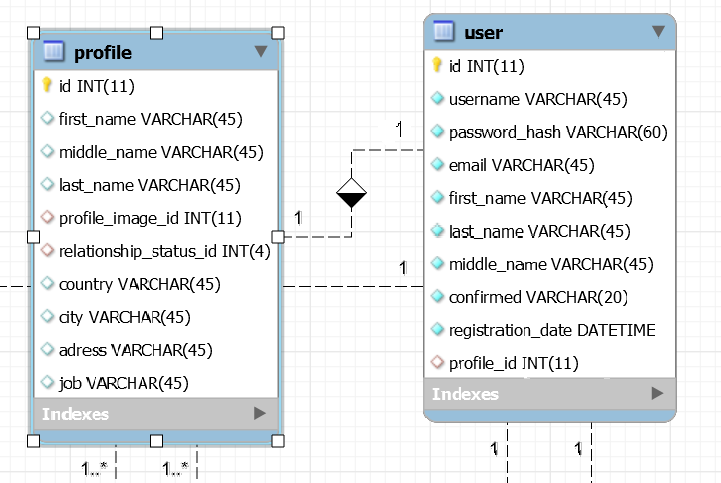 profile
id INT(11)
first_name VARCHAR(45)
middle_name VARCHAR(45)
last_name VARCHAR(45)
profile_image_id INT(11)
relationship_status_id INT(4)
country VARCHAR(45)
city VARCHAR(45)
adress VARCHAR(45)
job VARCHAR(45)
Indexes
1..*
1..*
1
1
1
user
id INT(11)
username VARCHAR(45)
password_hash VARCHAR(60)
email VARCHAR(45)
first_name VARCHAR(45)
last_name VARCHAR(45)
middle_name VARCHAR(45)
confirmed VARCHAR(20)
registration_date DATETIME
profile_id INT(11)
Indexes
1
1